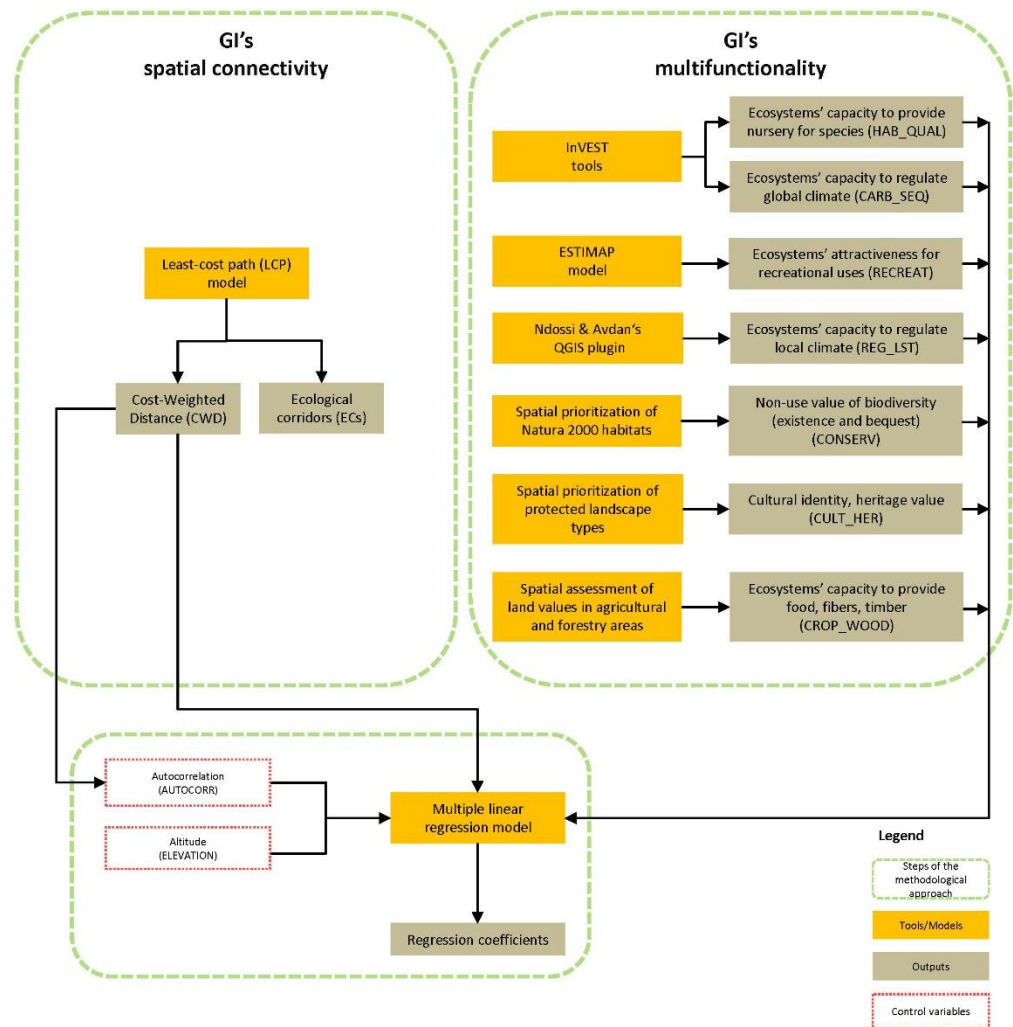 GI's
spatial connectivity
GI's
multifunctionality
InVEST
tools
Ecosystems' capacity to provide
nursery for species (HAB_QUAL)
Ecosystems' capacity to regulate
global climate (CARB_SEQ)
Least-cost path (LCP)
model
ESTIMAP
model
Ecosystems' attractiveness for
recreational uses (RECREAT)
Ndossi & Avdan‘s
QGIS plugin
Ecosystems' capacity to regulate
local climate (REG_LST)
Cost-Weighted
Distance (CWD)
Ecological
corridors (ECs)
Spatial prioritization of
Natura 2000 habitats
Non-use value of biodiversity
(existence and bequest)
(CONSERV)
Spatial prioritization of
protected landscape
types
Cultural identity, heritage value
(CULT_HER)
Spatial assessment of
land values in agricultural
and forestry areas
Ecosystems' capacity to provide
food, fibers, timber
(CROP_WOOD)
Autocorrelation
(AUTOCORR)
Altitude
(ELEVATION)
Multiple linear
regression model
Regression coefficients
Legend
Steps of the
methodological
approach
Tools/Models
Outputs
Control variables